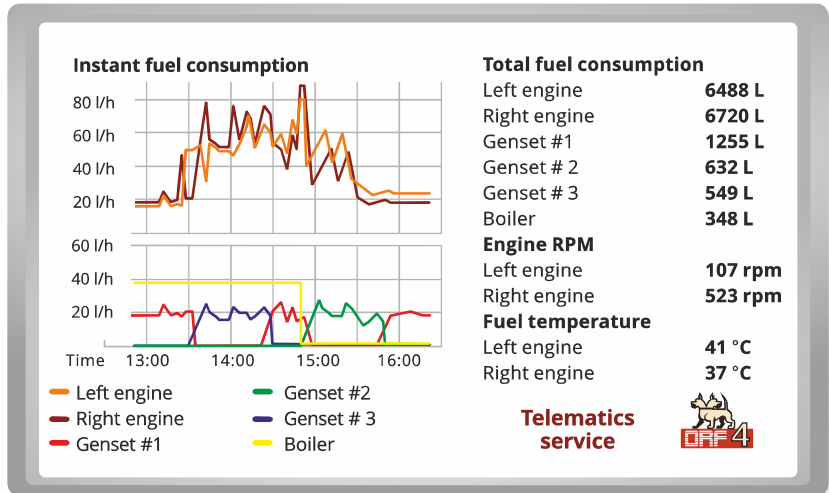 Instant fuel consumption
80 l/h
60 l/h
40 l/h
20 l/h
60 l/h
40 l/h
20 l/h
Time 13:00 14:00 15:00 16:00
Left engine
Right engine
Genset #1
Genset #2
Genset # 3
Boiler
Total fuel consumption
Left engine 6488 L
Right engine 6720 L
Genset #1 1255 L
Genset # 2 632 L
Genset # 3 549 L
Boiler 348 L
Engine RPM
Left engine 107 rpm
Right engine 523 rpm
Fuel temperature
Left engine 41 °C
Right engine 37 °C
Telematics
service
ORF 4